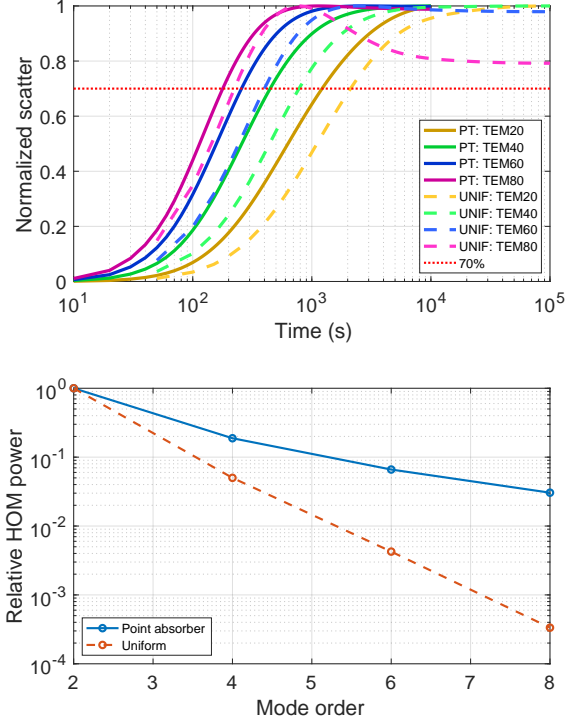 1
0.8
0.6
0.4
0.2
0
Normalized scatter
PT: TEM20
PT: TEM40
PT: TEM60
PT: TEM80
UNIF: TEM20
UNIF: TEM40
UNIF: TEM60
UNIF: TEM80
70%
10^1 10^2 10^3 10^4 10^5
Time (s)
10^0
10^-1
10^-2
10^-3
10^-4
Relative HOM power
Point absorber
Uniform
2 3 4 5 6 7 8
Mode order